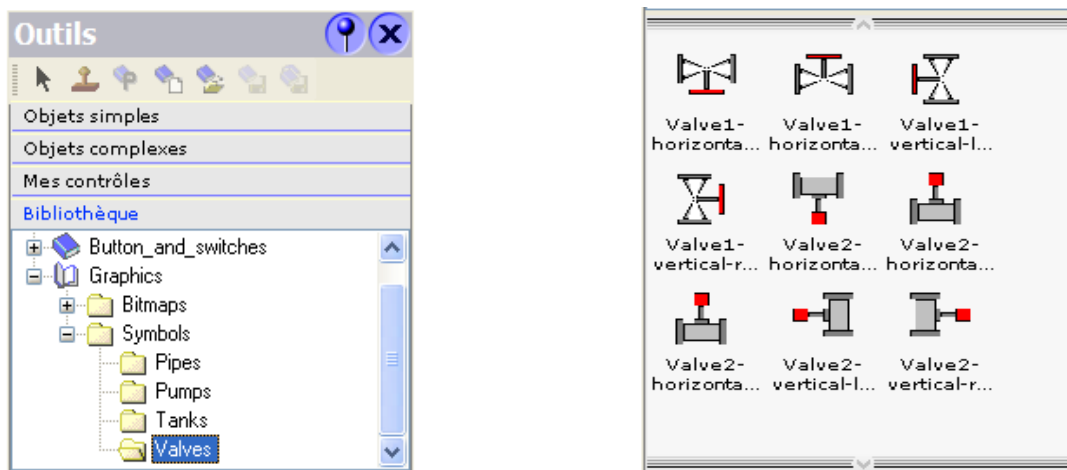 Outils
Objets simples
Objets complexes
Mes contrôles
Bibliothèque
Button_and_switches
Graphics
Bitmaps
Symbols
Pipes
Pumps
Tanks
Valves
Valve1- Valve1- Valve1-
horizonta... horizonta... vertical-l...
Valve1- Valve2- Valve2-
vertical-r... horizonta... horizonta...
Valve2- Valve2- Valve2-
horizonta... vertical-l... vertical-r...